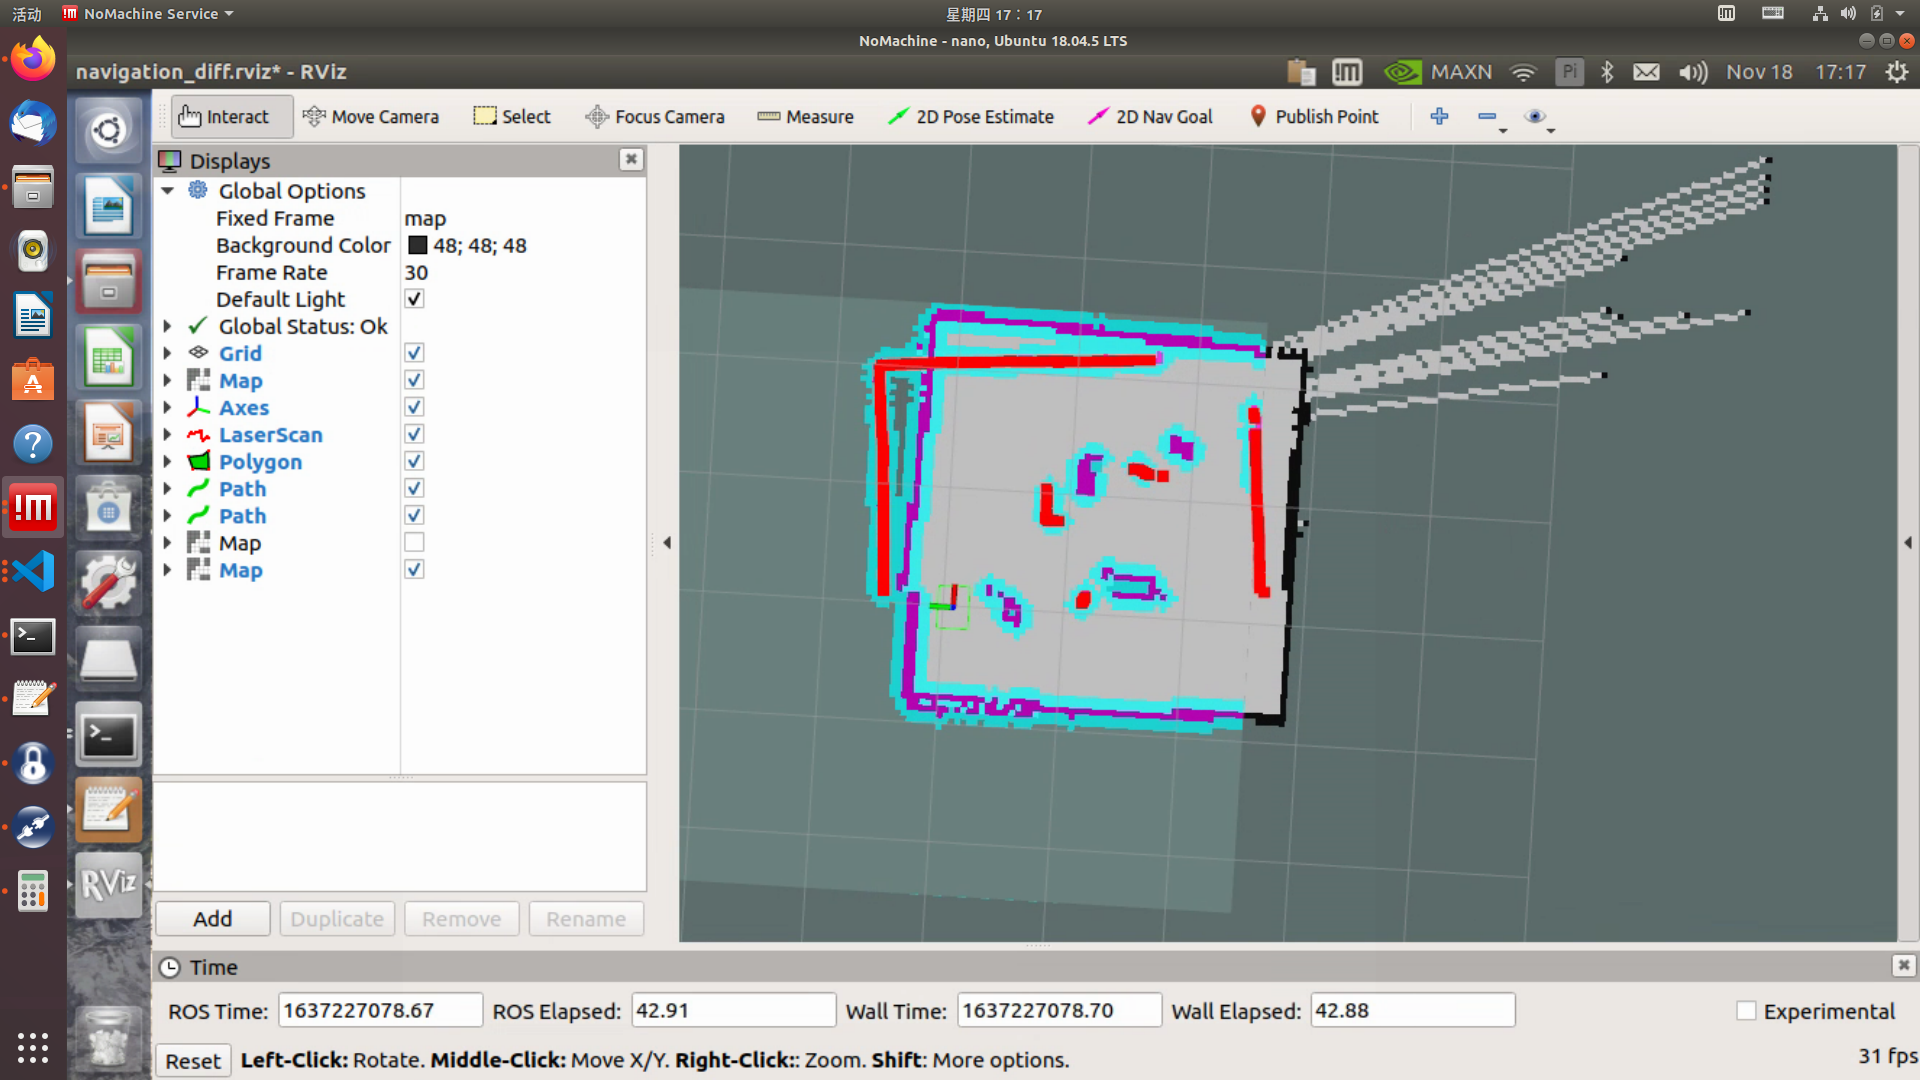 活动 NoMachine Service 星期四 17：17
NoMachine - nano, Ubuntu 18.04.5 LTS
navigation_diff.rviz* - RViz Pi MAXN Nov 18 17:17
Interact Move Camera Select Focus Camera Measure 2D Pose Estimate 2D Nav Goal Publish Point
Displays
Global Options
Fixed Frame map
Background Color 48; 48; 48
Frame Rate 30
Default Light
Global Status: Ok
Grid
Map
Axes
LaserScan
Polygon
Path
Path
Map
Map
RViz
Add Duplicate Remove Rename
Time
ROS Time: 1637227078.67 ROS Elapsed: 42.91 Wall Time: 1637227078.70 Wall Elapsed: 42.88 Experimental
Reset Left-Click: Rotate. Middle-Click: Move X/Y. Right-Click:: Zoom. Shift: More options. 31 fps